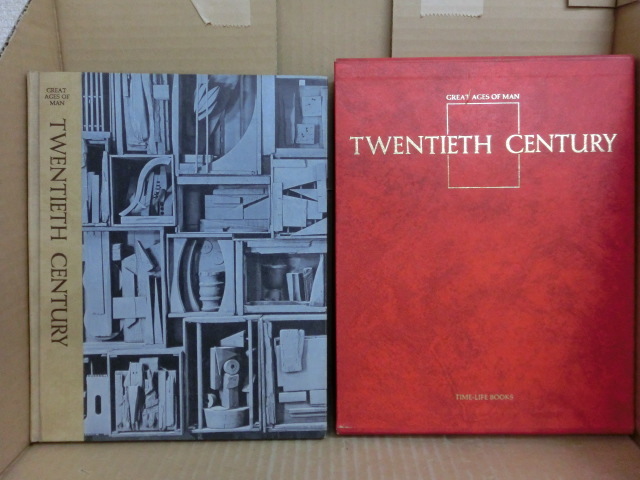 GREAT
AGES OF
MAN
TWENTIETH CENTURY
GREAT AGES OF MAN
TWENTIETH CENTURY
TIME-LIFE BOOKS